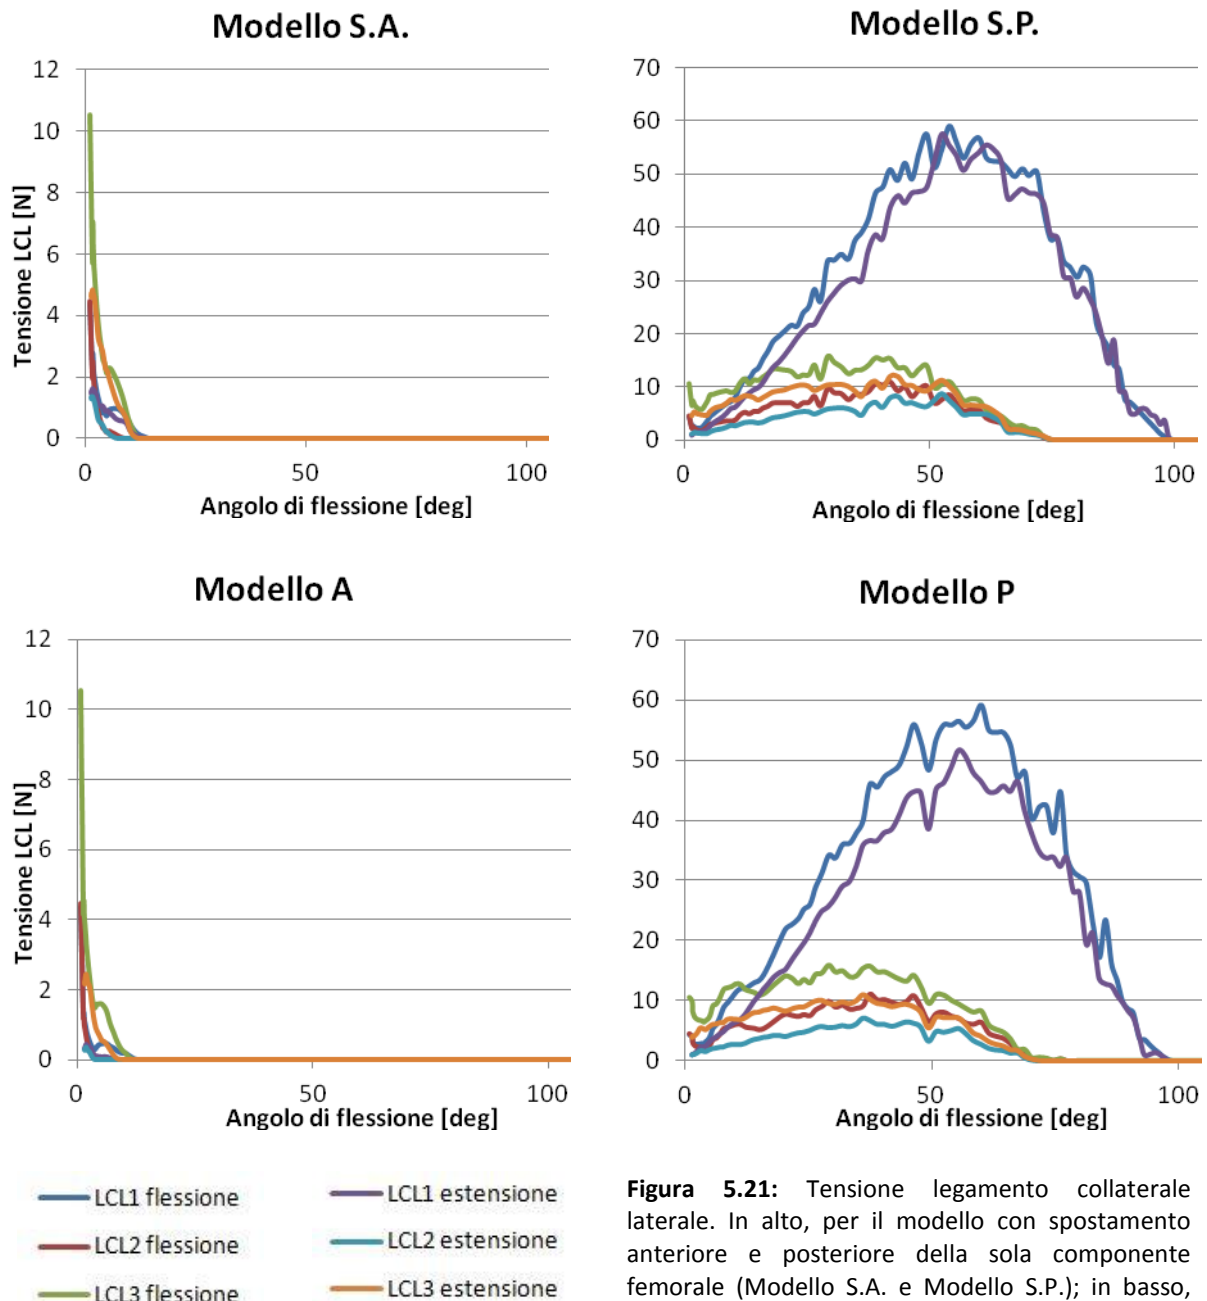 Modello S.A.
12
10
8
6
4
2
0
Tensione LCL [N]
0 50 100
Angolo di flessione [deg]
Modello S.P.
70
60
50
40
30
20
10
0
0 50 100
Angolo di flessione [deg]
Modello A
12
10
8
6
4
2
0
Tensione LCL [N]
0 50 100
Angolo di flessione [deg]
Modello P
70
60
50
40
30
20
10
0
0 50 100
Angolo di flessione [deg]
LCL1 flessione
LCL1 estensione
LCL2 flessione
LCL2 estensione
LCL3 flessione
LCL3 estensione
Figura 5.21: Tensione legamento collaterale
laterale. In alto, per il modello con spostamento
anteriore e posteriore della sola componente
femorale (Modello S.A. e Modello S.P.); in basso,